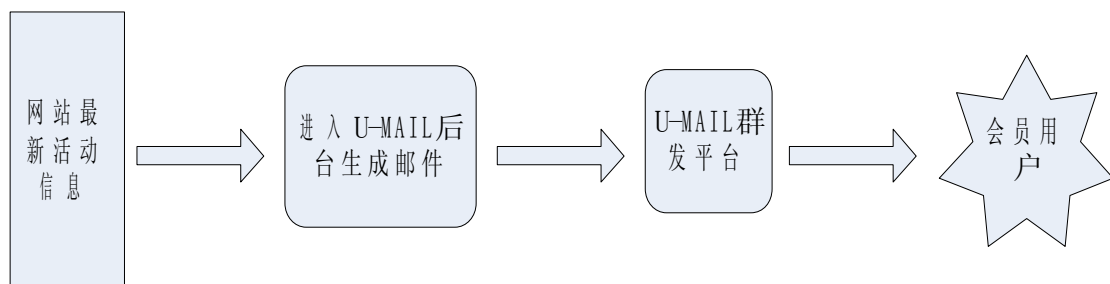 网站最
新活动
信息
进入U-MAIL后
台生成邮件
U-MAIL群
发平台
会员用
户